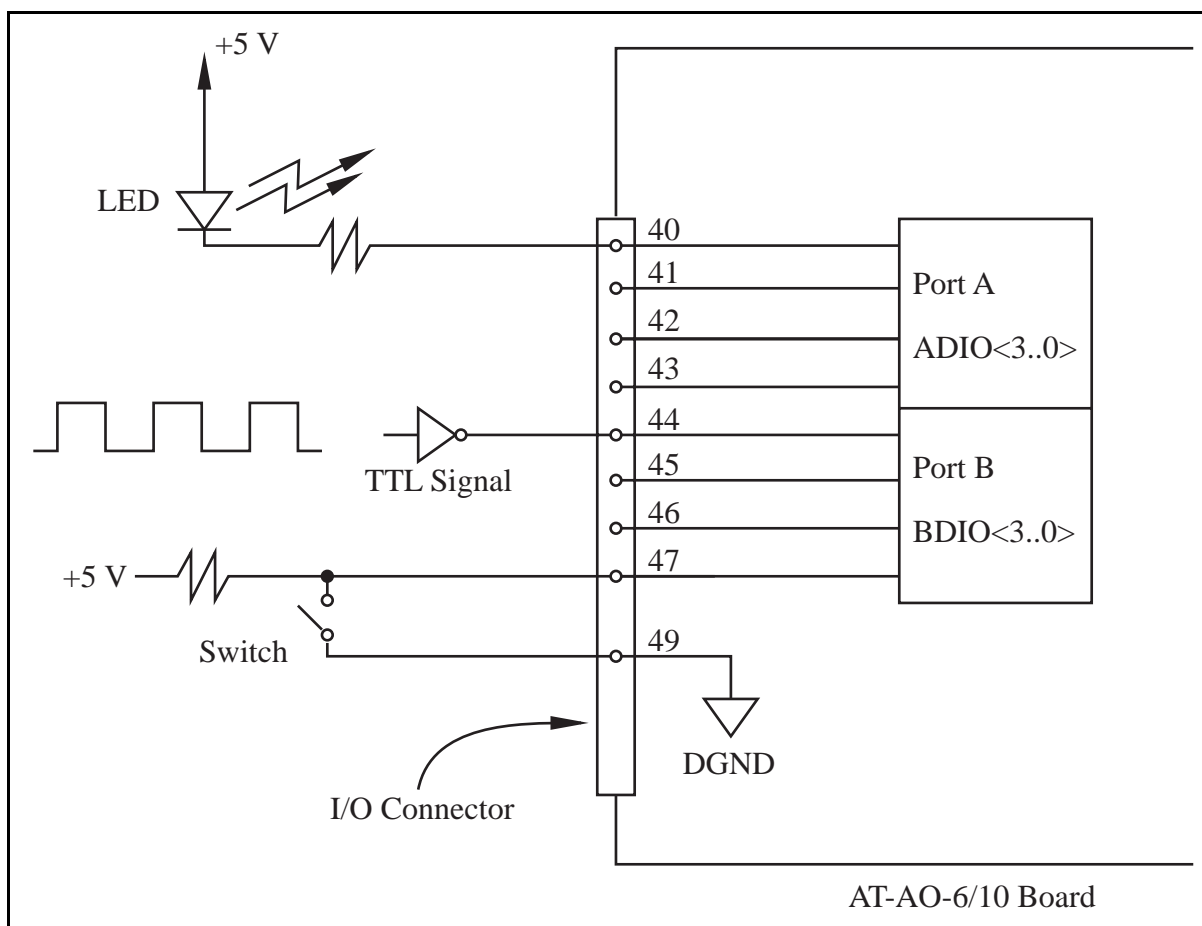 +5 V
LED
40
41
Port A
42
ADIO<3..0>
43
44
TTL Signal
45
Port B
46
BDIO<3..0>
47
+5 V
Switch
49
DGND
I/O Connector
AT-AO-6/10 Board